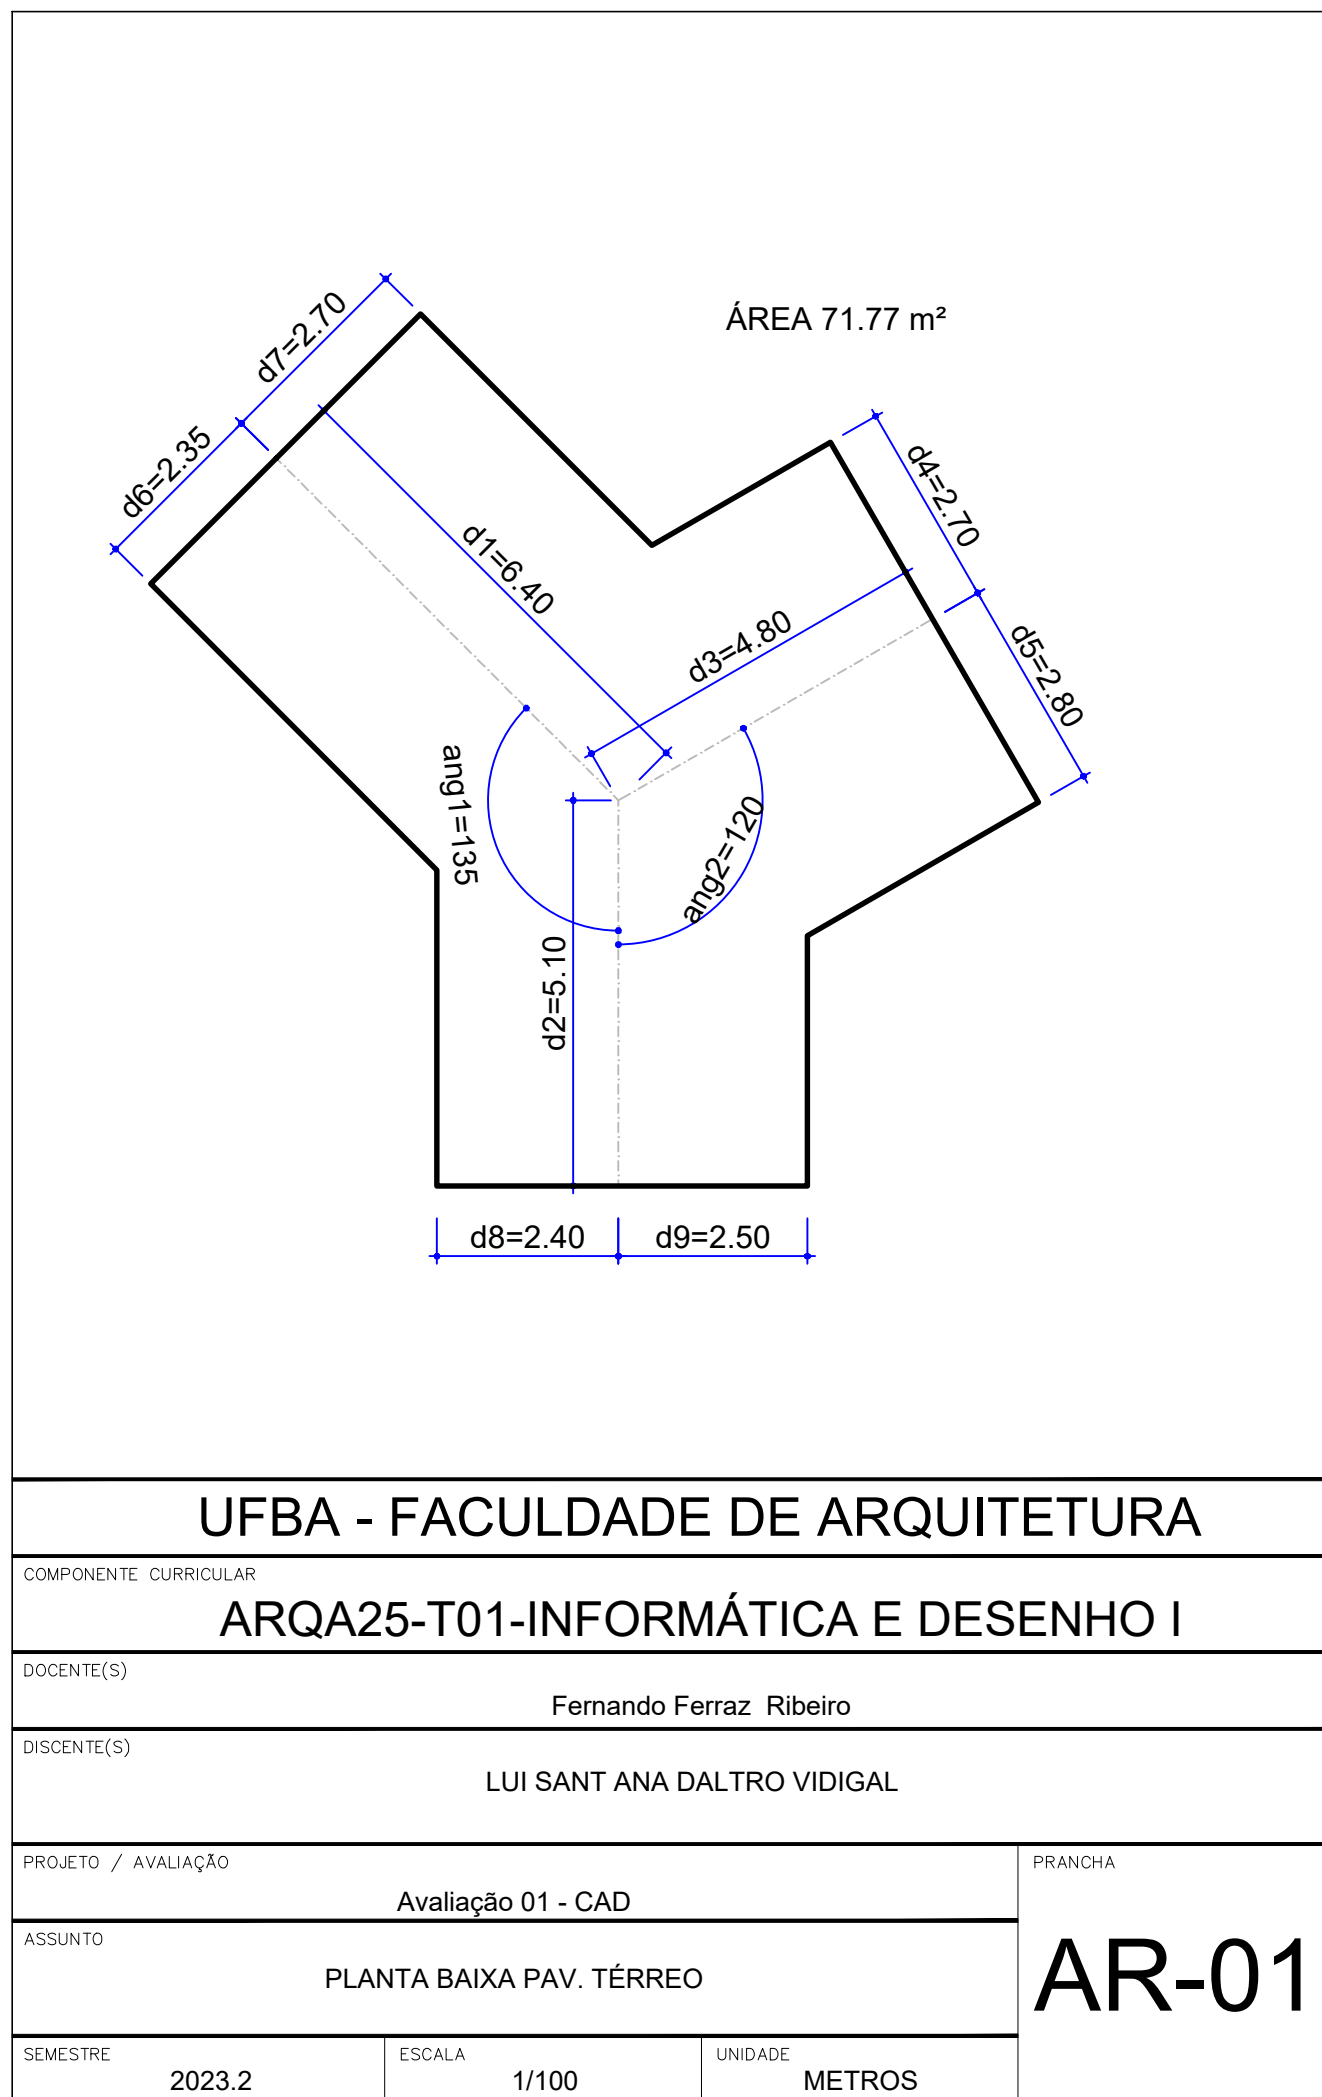 ÁREA 71.77 m²
d7=2.70
d6=2.35
d1=6.40
d4=2.70
d3=4.80
d5=2.80
ang1=135
ang2=120
d2=5.10
d8=2.40
d9=2.50
UFBA - FACULDADE DE ARQUITETURA
COMPONENTE CURRICULAR
ARQA25-T01-INFORMÁTICA E DESENHO I
DOCENTE(S)
Fernando Ferraz Ribeiro
DISCENTE(S)
LUI SANT ANA DALTRO VIDIGAL
PROJETO / AVALIAÇÃO
Avaliação 01 - CAD
PRANCHA
AR-01
ASSUNTO
PLANTA BAIXA PAV. TÉRREO
SEMESTRE
2023.2
ESCALA
1/100
UNIDADE
METROS